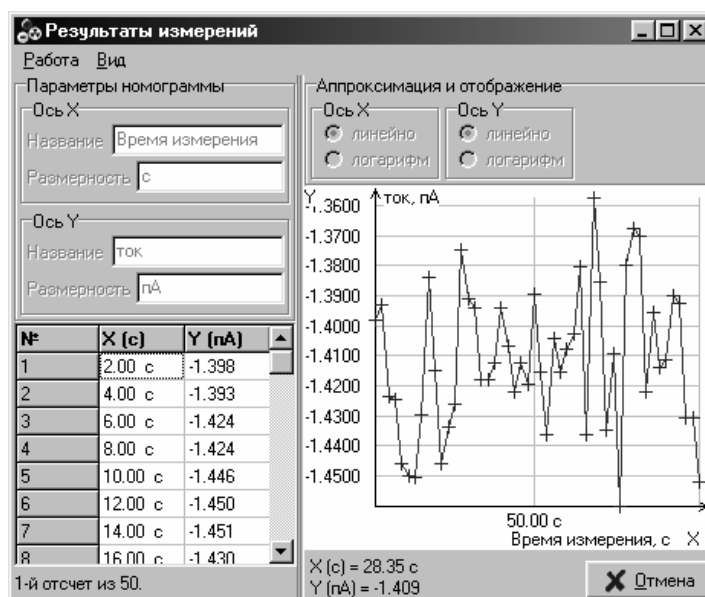 Результаты измерений
Работа Вид
Параметры номограммы
Ось X
Название Время измерения
Размерность с
Ось Y
Название ток
Размерность пА
№ X (с) Y (пА)
1 2.00 с -1.398
2 4.00 с -1.393
3 6.00 с -1.424
4 8.00 с -1.424
5 10.00 с -1.446
6 12.00 с -1.450
7 14.00 с -1.451
8 16.00 с -1.430
1-й отсчет из 50.
Аппроксимация и отображение
Ось X Ось Y
линейно линейно
логарифм логарифм
Y ток, пА
-1.3600
-1.3700
-1.3800
-1.3900
-1.4000
-1.4100
-1.4200
-1.4300
-1.4400
-1.4500
50.00 с
Время измерения, с X
X (с) = 28.35 с
Y (пА) = -1.409
Отмена